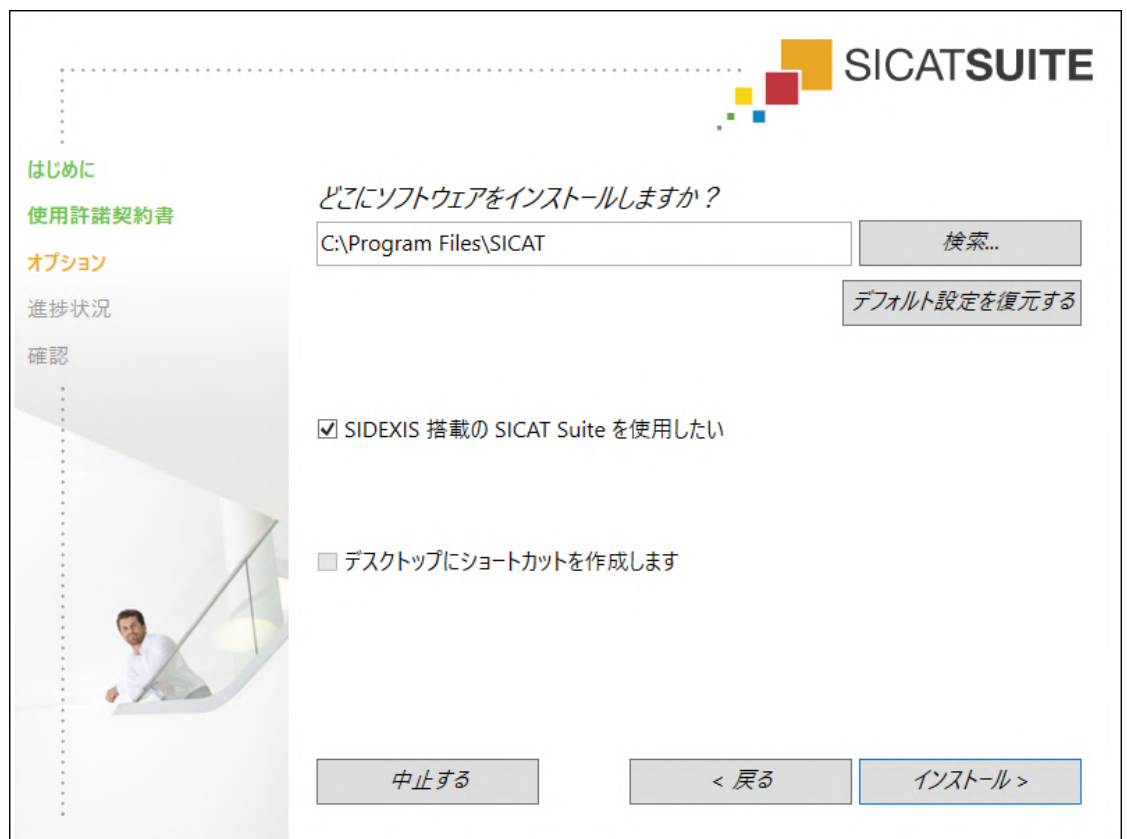 SICATSUITE
はじめに
使用許諾契約書
オプション
進捗状況
確認
どこにソフトウェアをインストールしますか？
C:\Program Files\SICAT
検索...
デフォルト設定を復元する
SIDEXIS 搭載の SICAT Suite を使用したい
デスクトップにショートカットを作成します
中止する
< 戻る
インストール >